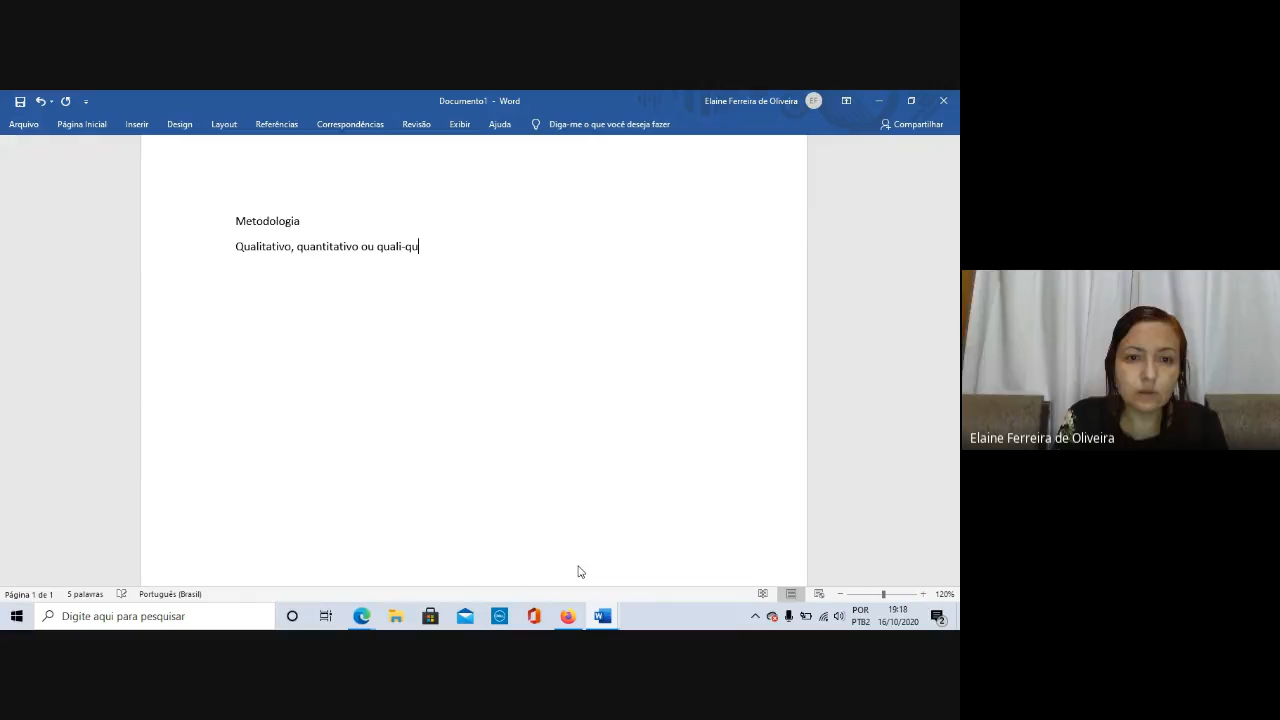 Documento1 - Word
Elaine Ferreira de Oliveira
EF
Arquivo
Página Inicial
Inserir
Design
Layout
Referências
Correspondências
Revisão
Exibir
Ajuda
Diga-me o que você deseja fazer
Compartilhar
Metodologia
Qualitativo, quantitativo ou quali-qu
Elaine Ferreira de Oliveira
Página 1 de 1
5 palavras
Português (Brasil)
120%
Digite aqui para pesquisar
POR
PTB2
19:18
16/10/2020
2